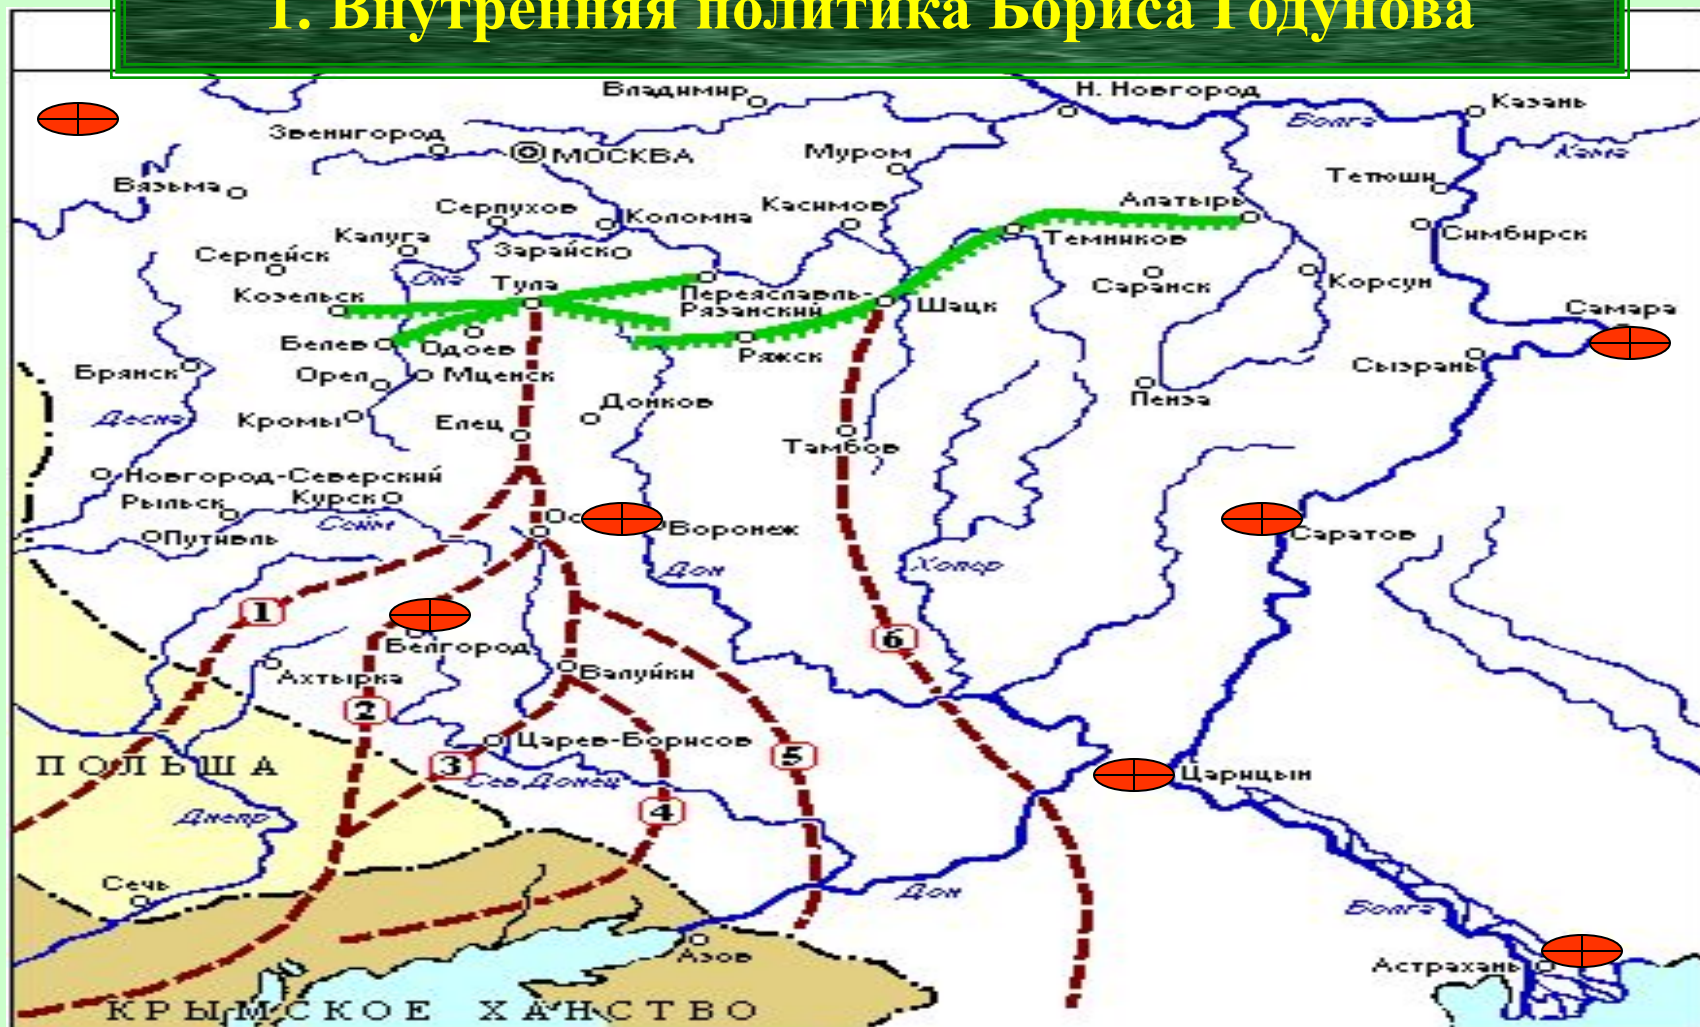 1. Внутренняя политика Бориса Годунова
Владимир
Н. Новгород
Казань
Звенигород
МОСКВА
Муром
Волга
Кама
Вязьма
Тетюши
Серпухов
Коломна
Касимов
Алатырь
Калуга
Зарайск
Темников
Симбирск
Серпейск
Ока
Тула
Саранск
Корсун
Козельск
Переяславль-
Рязанский
Шацк
Самара
Белев
Одоев
Ряжск
Сызрань
Брянск
Орел
Мценск
Пенза
Десна
Кромы
Елец
Донков
Тамбов
Новгород-Северский
Рыльск
Курск
Сейм
Ос
Воронеж
Путивль
Саратов
Дон
Хопер
1
6
Белгород
Ахтырка
Валуйки
2
Царев-Борисов
3
5
ПОЛЬША
Сев Донец
Царицын
4
Днепр
Сечь
Дон
Волга
Азов
Астрахань
КРЫМСКОЕ ХАНСТВО